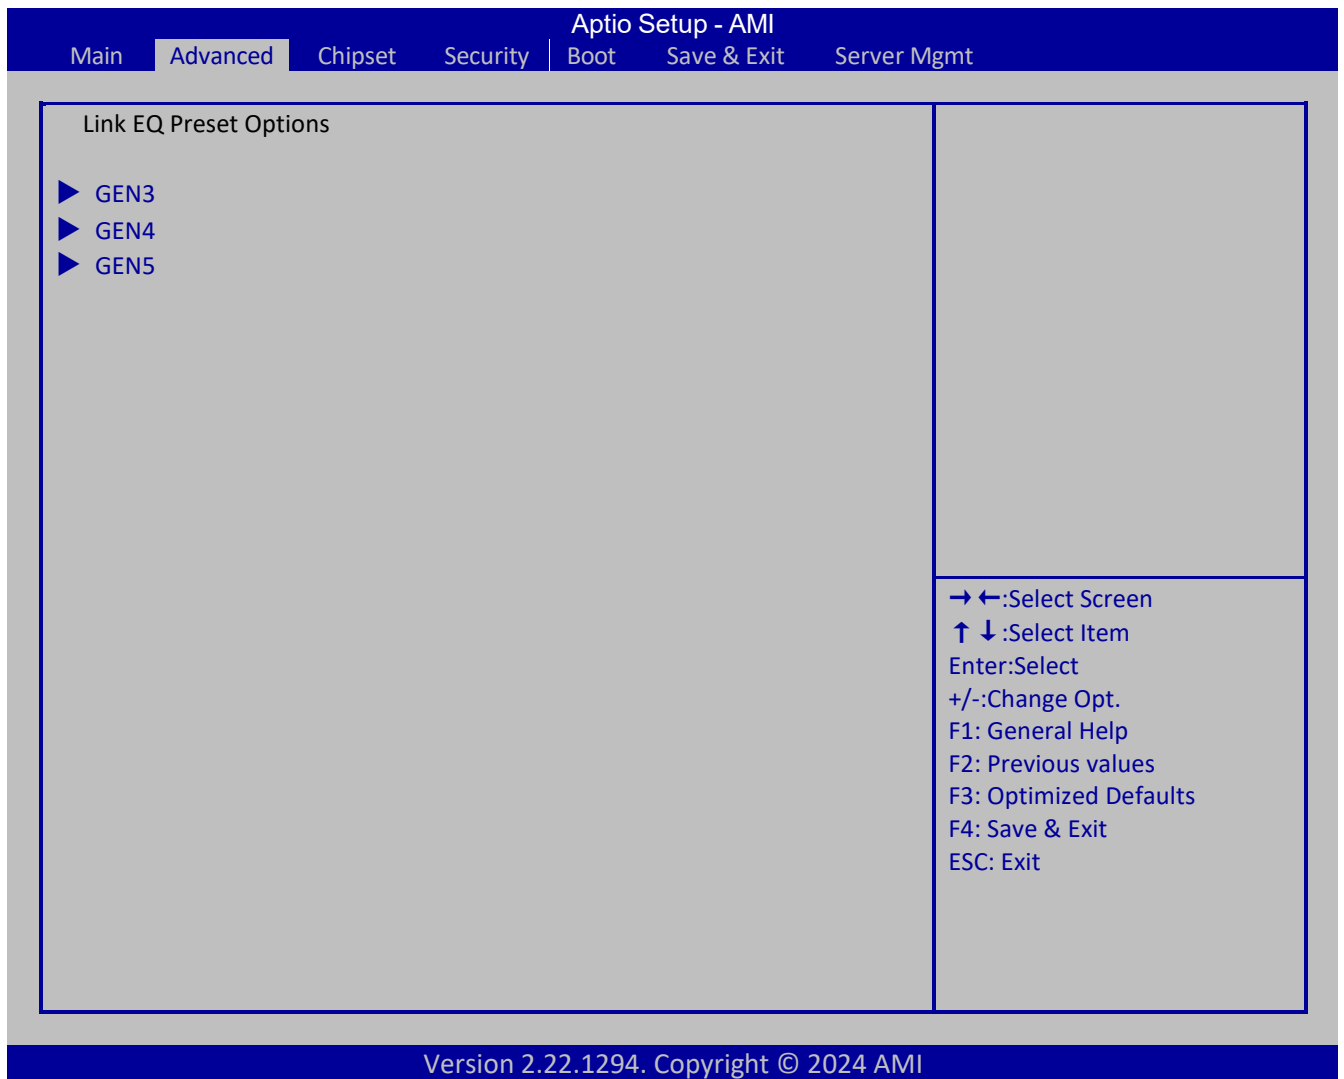 Aptio Setup - AMI
Main Advanced Chipset Security Boot Save & Exit Server Mgmt
Link EQ Preset Options
▶ GEN3
▶ GEN4
▶ GEN5
→ ←:Select Screen
↑ ↓ :Select Item
Enter:Select
+/-:Change Opt.
F1: General Help
F2: Previous values
F3: Optimized Defaults
F4: Save & Exit
ESC: Exit
Version 2.22.1294. Copyright © 2024 AMI